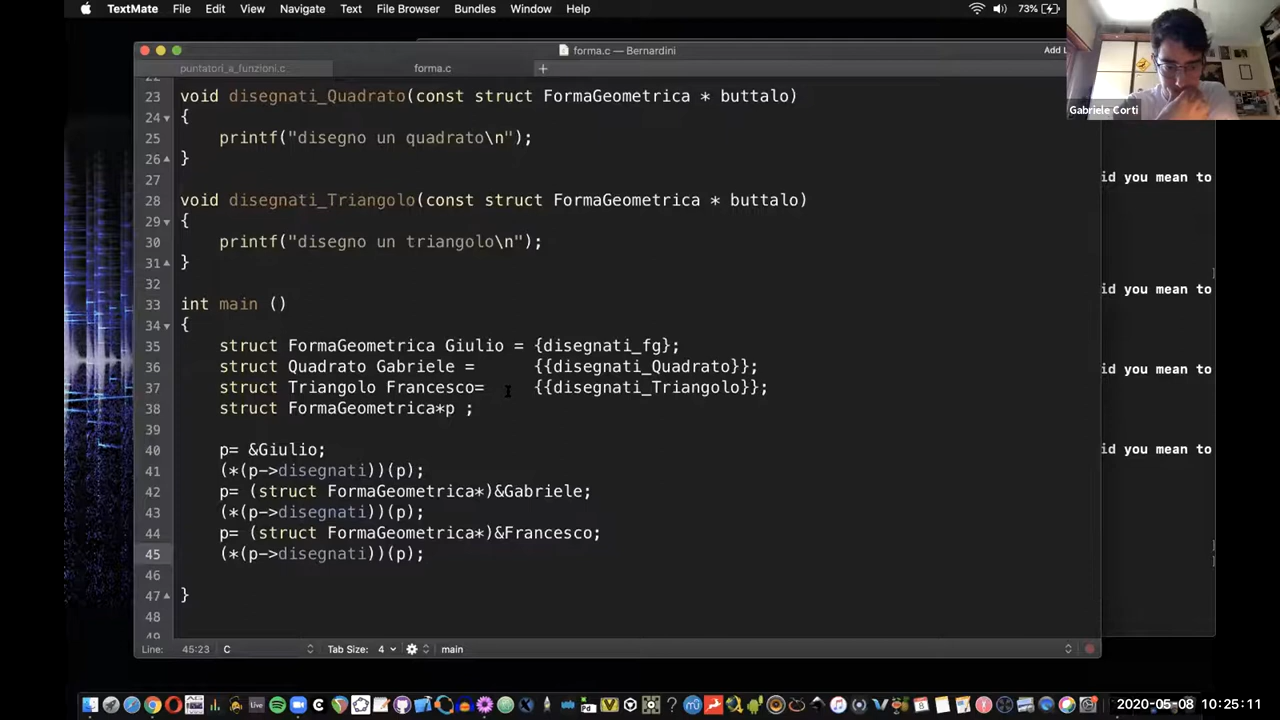 TextMate File Edit View Navigate Text File Browser Bundles Window Help 73%
forma.c — Bernardini Add L
puntatori_a_funzioni.c forma.c +
Gabriele Corti
23 void disegnati_Quadrato(const struct FormaGeometrica * buttalo)
24 {
25 printf("disegno un quadrato\n");
26 }
27
28 void disegnati_Triangolo(const struct FormaGeometrica * buttalo)
29 {
30 printf("disegno un triangolo\n");
31 }
32
33 int main ()
34 {
35 struct FormaGeometrica Giulio = {disegnati_fg};
36 struct Quadrato Gabriele = {{disegnati_Quadrato}};
37 struct Triangolo Francesco= {{disegnati_Triangolo}};
38 struct FormaGeometrica*p ;
39
40 p= &Giulio;
41 (*(p->disegnati))(p);
42 p= (struct FormaGeometrica*)&Gabriele;
43 (*(p->disegnati))(p);
44 p= (struct FormaGeometrica*)&Francesco;
45 (*(p->disegnati))(p);
46
47 }
48
id you mean to
id you mean to
id you mean to
id you mean to
Line: 45:23 C Tab Size: 4 main
2020-05-08 10:25:11